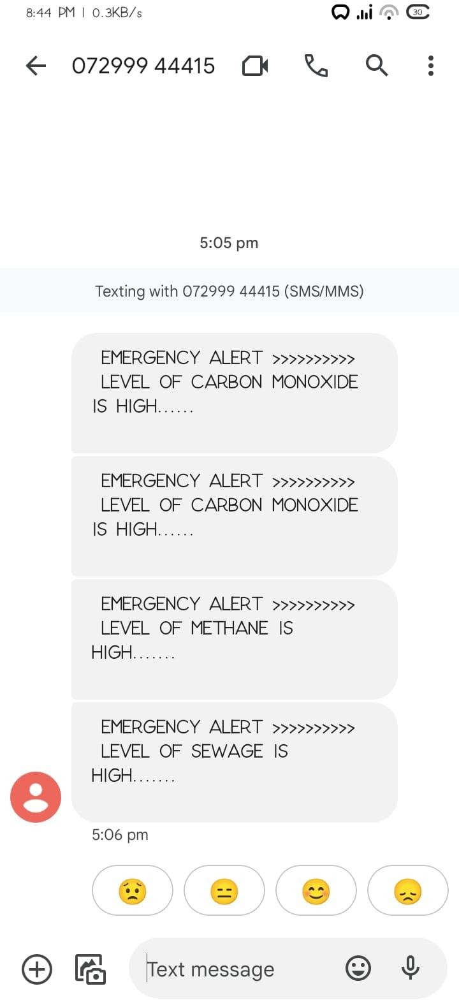 8:44 PM | 0.3KB/s
30
072999 44415
5:05 pm
Texting with 072999 44415 (SMS/MMS)
EMERGENCY ALERT >>>>>>>>>>
LEVEL OF CARBON MONOXIDE
IS HIGH......
EMERGENCY ALERT >>>>>>>>>>
LEVEL OF CARBON MONOXIDE
IS HIGH......
EMERGENCY ALERT >>>>>>>>>>
LEVEL OF METHANE IS
HIGH.......
EMERGENCY ALERT >>>>>>>>>>
LEVEL OF SEWAGE IS
HIGH.......
5:06 pm
Text message